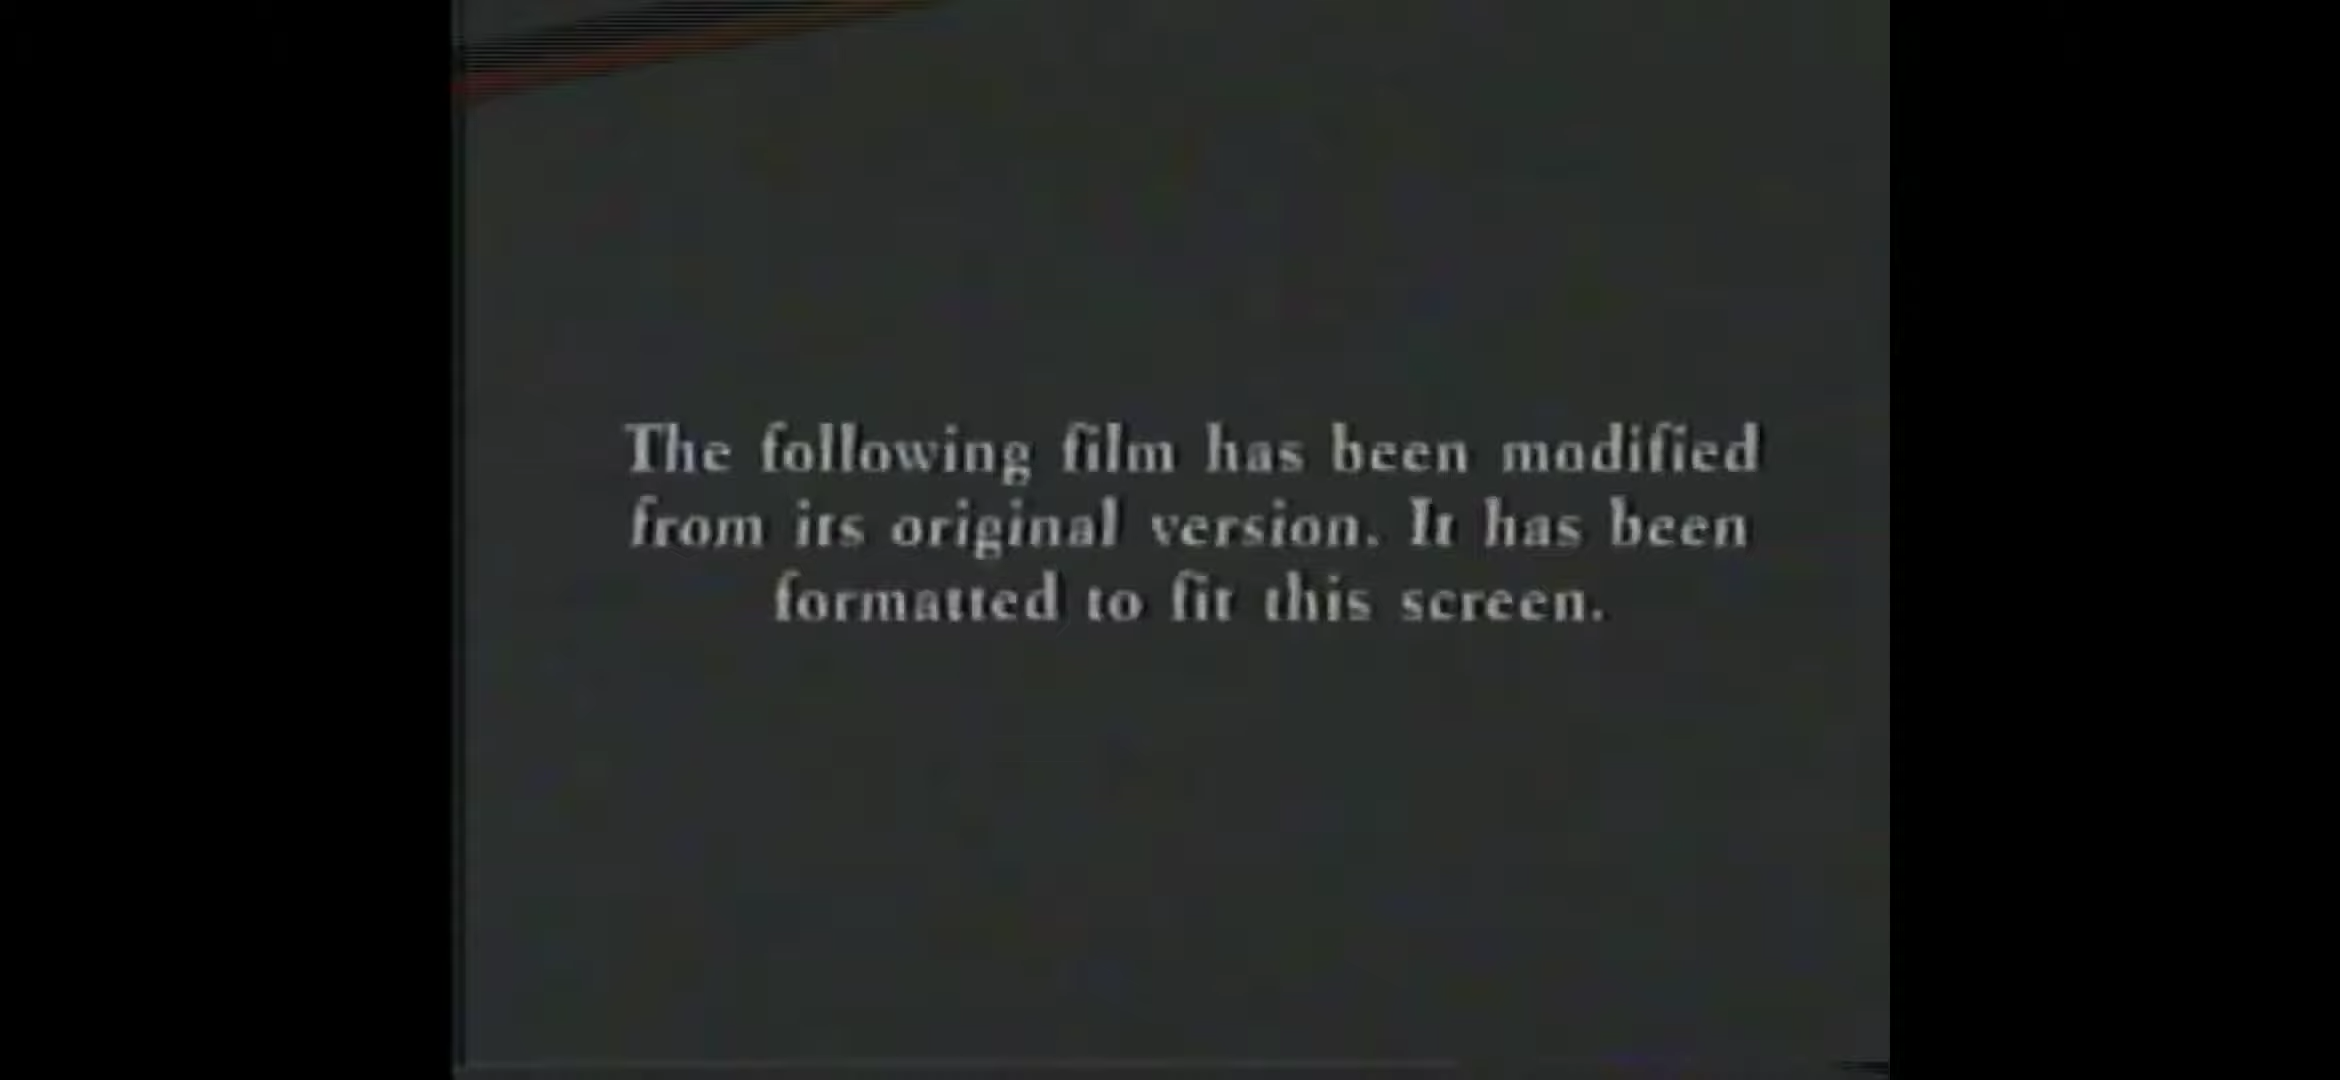 The following film has been modified
from its original version. It has been
formatted to fit this screen.